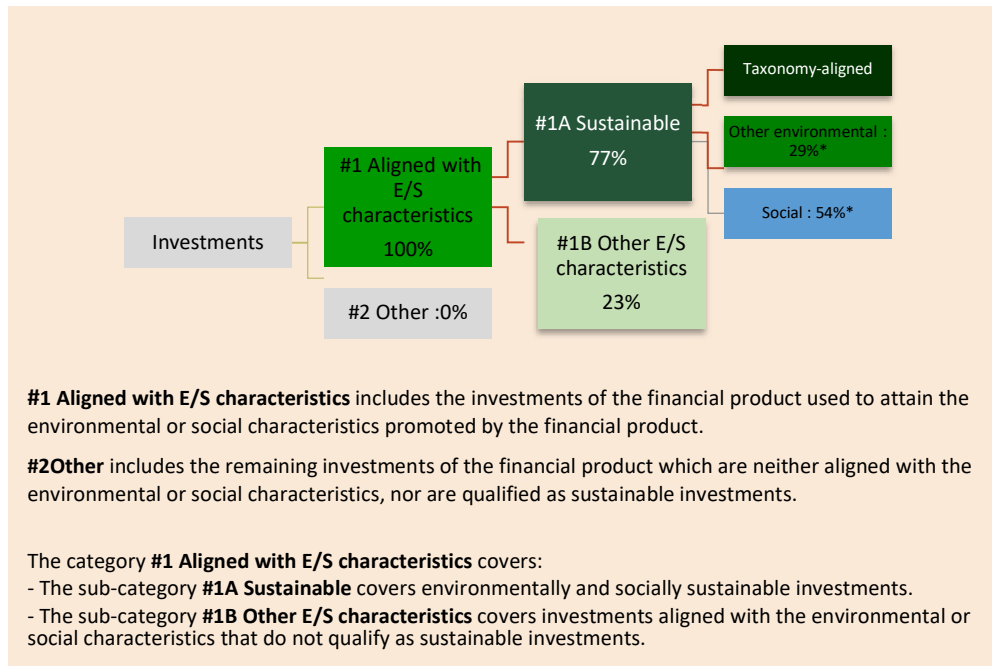 Taxonomy-aligned
#1A Sustainable
77%
Other environmental :
29%*
#1 Aligned with
E/S
characteristics
100%
Social : 54%*
Investments
#1B Other E/S
characteristics
23%
#2 Other :0%
#1 Aligned with E/S characteristics includes the investments of the financial product used to attain the
environmental or social characteristics promoted by the financial product.
#2Other includes the remaining investments of the financial product which are neither aligned with the
environmental or social characteristics, nor are qualified as sustainable investments.
The category #1 Aligned with E/S characteristics covers:
- The sub-category #1A Sustainable covers environmentally and socially sustainable investments.
- The sub-category #1B Other E/S characteristics covers investments aligned with the environmental or
social characteristics that do not qualify as sustainable investments.